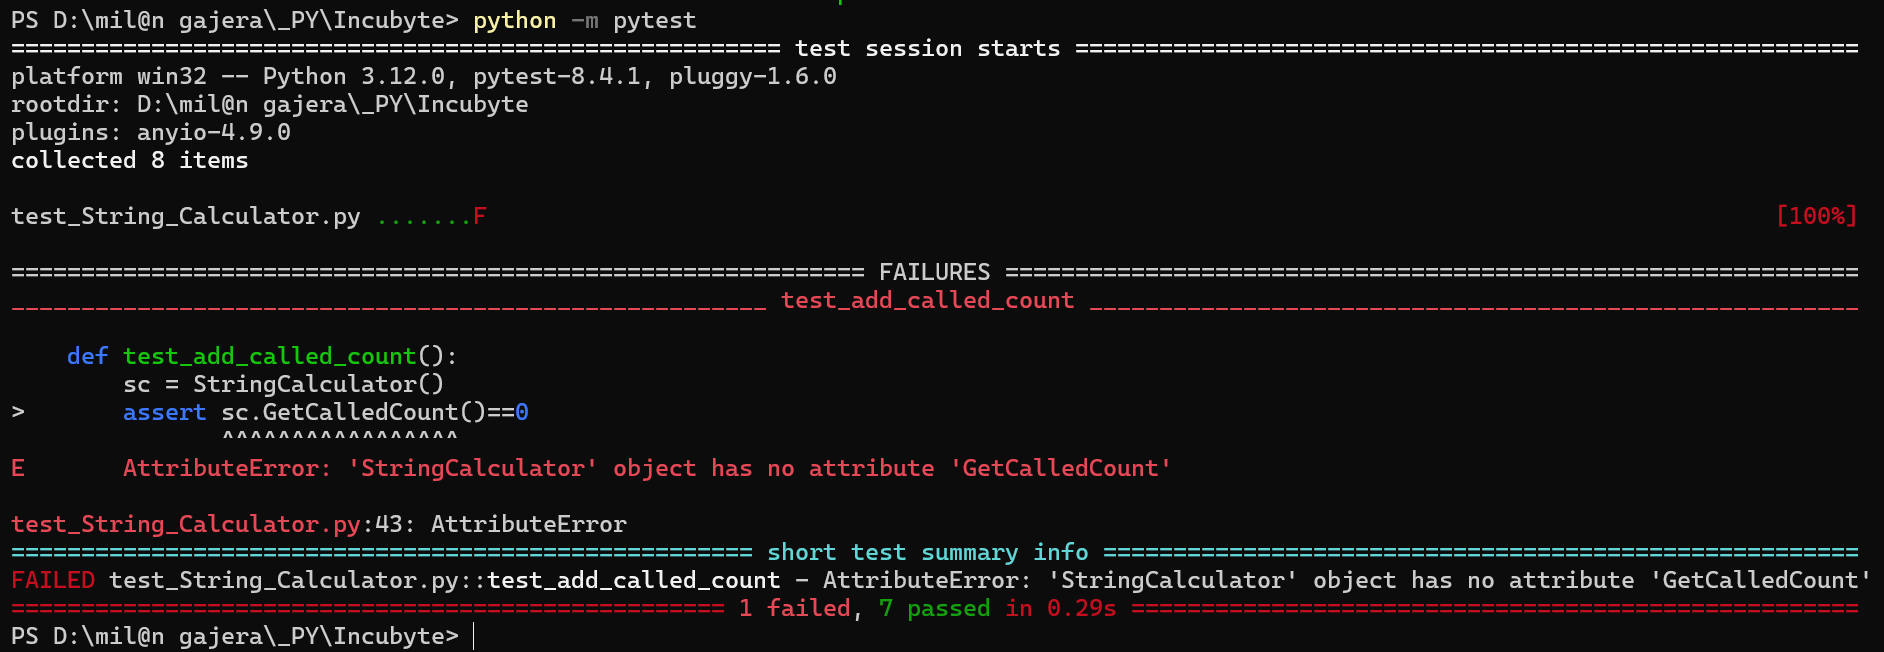 PS D:\mil@n gajera\_PY\Incubyte> python -m pytest
======================================================= test session starts ========================================================
platform win32 -- Python 3.12.0, pytest-8.4.1, pluggy-1.6.0
rootdir: D:\mil@n gajera\_PY\Incubyte
plugins: anyio-4.9.0
collected 8 items
test_String_Calculator.py .......F [100%]
============================================================= FAILURES =============================================================
______________________________________________________ test_add_called_count _______________________________________________________
def test_add_called_count():
sc = StringCalculator()
> assert sc.GetCalledCount()==0
^^^^^^^^^^^^^^^^^
E AttributeError: 'StringCalculator' object has no attribute 'GetCalledCount'
test_String_Calculator.py:43: AttributeError
===================================================== short test summary info ======================================================
FAILED test_String_Calculator.py::test_add_called_count - AttributeError: 'StringCalculator' object has no attribute 'GetCalledCount'
=================================================== 1 failed, 7 passed in 0.29s ====================================================
PS D:\mil@n gajera\_PY\Incubyte>